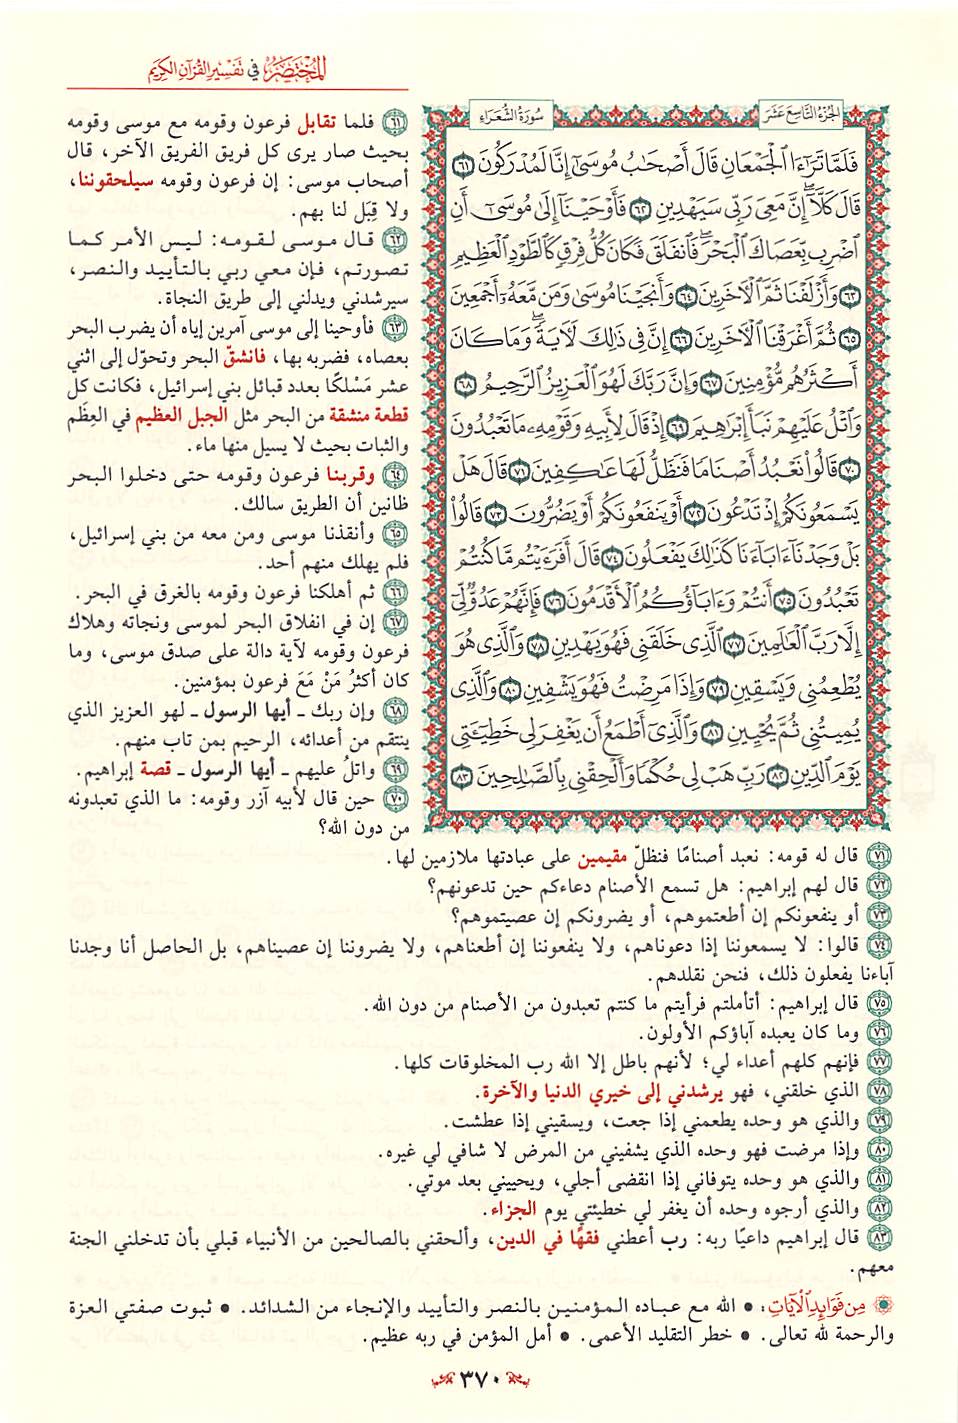 المختصر في تفسير القرآن الكريم
الجزء التاسع عشر
سورة الشعراء
فَلَمَّا تَرَٰٓءَا ٱلۡجَمۡعَانِ قَالَ أَصۡحَٰبُ مُوسَىٰٓ إِنَّا لَمُدۡرَكُونَ ٦١
قَالَ كَلَّآۖ إِنَّ مَعِيَ رَبِّي سَيَهۡدِينِ ٦٢ فَأَوۡحَيۡنَآ إِلَىٰ مُوسَىٰٓ أَنِ
ٱضۡرِب بِّعَصَاكَ ٱلۡبَحۡرَۖ فَٱنفَلَقَ فَكَانَ كُلُّ فِرۡقٖ كَٱلطَّوۡدِ ٱلۡعَظِيمِ
٦٣ وَأَزۡلَفۡنَا ثَمَّ ٱلۡأٓخَرِينَ ٦٤ وَأَنجَيۡنَا مُوسَىٰ وَمَن مَّعَهُۥٓ أَجۡمَعِينَ
٦٥ ثُمَّ أَغۡرَقۡنَا ٱلۡأٓخَرِينَ ٦٦ إِنَّ فِي ذَٰلِكَ لَأٓيَةٗۖ وَمَا كَانَ
أَكۡثَرُهُم مُّؤۡمِنِينَ ٦٧ وَإِنَّ رَبَّكَ لَهُوَ ٱلۡعَزِيزُ ٱلرَّحِيمُ ٦٨
وَٱتۡلُ عَلَيۡهِمۡ نَبَأَ إِبۡرَٰهِيمَ ٦٩ إِذۡ قَالَ لِأَبِيهِ وَقَوۡمِهِۦ مَا تَعۡبُدُونَ
٧٠ قَالُواْ نَعۡبُدُ أَصۡنَامٗا فَنَظَلُّ لَهَا عَٰكِفِينَ ٧١ قَالَ هَلۡ
يَسۡمَعُونَكُمۡ إِذۡ تَدۡعُونَ ٧٢ أَوۡ يَنفَعُونَكُمۡ أَوۡ يَضُرُّونَ ٧٣ قَالُواْ
بَلۡ وَجَدۡنَآ ءَابَآءَنَا كَذَٰلِكَ يَفۡعَلُونَ ٧٤ قَالَ أَفَرَءَيۡتُم مَّا كُنتُمۡ
تَعۡبُدُونَ ٧٥ أَنتُمۡ وَءَابَآؤُكُمُ ٱلۡأَقۡدَمُونَ ٧٦ فَإِنَّهُمۡ عَدُوّٞ لِّيٓ
إِلَّا رَبَّ ٱلۡعَٰلَمِينَ ٧٧ ٱلَّذِي خَلَقَنِي فَهُوَ يَهۡدِينِ ٧٨ وَٱلَّذِي هُوَ
يُطۡعِمُنِي وَيَسۡقِينِ ٧٩ وَإِذَا مَرِضۡتُ فَهُوَ يَشۡفِينِ ٨٠ وَٱلَّذِي
يُمِيتُنِي ثُمَّ يُحۡيِينِ ٨١ وَٱلَّذِيٓ أَطۡمَعُ أَن يَغۡفِرَ لِي خَطِيٓـَٔتِي
يَوۡمَ ٱلدِّينِ ٨٢ رَبِّ هَبۡ لِي حُكۡمٗا وَأَلۡحِقۡنِي بِٱلصَّٰلِحِينَ ٨٣
٦١ فلما تقابل فرعون وقومه مع موسى وقومه
بحيث صار يرى كل فريق الفريق الآخر، قال
أصحاب موسى: إن فرعون وقومه سيلحقوننا،
ولا قِبَل لنا بهم.
٦٢ قال موسى لقومه: ليس الأمر كما
تصورتم، فإن معي ربي بالتأييد والنصر،
سيرشدني ويدلني إلى طريق النجاة.
٦٣ فأوحينا إلى موسى آمرين إياه أن يضرب البحر
بعصاه، فضربه بها، فانشقّ البحر وتحوّل إلى اثني
عشر مَسْلكًا بعدد قبائل بني إسرائيل، فكانت كل
قطعة منشقة من البحر مثل الجبل العظيم في العِظَم
والثبات بحيث لا يسيل منها ماء.
٦٤ وقربنا فرعون وقومه حتى دخلوا البحر
ظانين أن الطريق سالك.
٦٥ وأنقذنا موسى ومن معه من بني إسرائيل،
فلم يهلك منهم أحد.
٦٦ ثم أهلكنا فرعون وقومه بالغرق في البحر.
٦٧ إن في انفلاق البحر لموسى ونجاته وهلاك
فرعون وقومه لآية دالة على صدق موسى، وما
كان أكثرُ مَنْ مَعَ فرعون بمؤمنين.
٦٨ وإن ربك ـ أيها الرسول ـ لهو العزيز الذي
ينتقم من أعدائه، الرحيم بمن تاب منهم.
٦٩ واتلُ عليهم ـ أيها الرسول ـ قصة إبراهيم.
٧٠ حين قال لأبيه آزر وقومه: ما الذي تعبدونه
من دون الله؟
٧١ قال له قومه: نعبد أصنامًا فنظلّ مقيمين على عبادتها ملازمين لها.
٧٢ قال لهم إبراهيم: هل تسمع الأصنام دعاءكم حين تدعونهم؟
٧٣ أو ينفعونكم إن أطعتموهم، أو يضرونكم إن عصيتموهم؟
٧٤ قالوا: لا يسمعوننا إذا دعوناهم، ولا ينفعوننا إن أطعناهم، ولا يضروننا إن عصيناهم، بل الحاصل أنا وجدنا
آباءنا يفعلون ذلك، فنحن نقلدهم.
٧٥ قال إبراهيم: أتأملتم فرأيتم ما كنتم تعبدون من الأصنام من دون الله.
٧٦ وما كان يعبده آباؤكم الأولون.
٧٧ فإنهم كلهم أعداء لي؛ لأنهم باطل إلا الله رب المخلوقات كلها.
٧٨ الذي خلقني، فهو يرشدني إلى خيري الدنيا والآخرة.
٧٩ والذي هو وحده يطعمني إذا جعت، ويسقيني إذا عطشت.
٨٠ وإذا مرضت فهو وحده الذي يشفيني من المرض لا شافي لي غيره.
٨١ والذي هو وحده يتوفاني إذا انقضى أجلي، ويحييني بعد موتي.
٨٢ والذي أرجوه وحده أن يغفر لي خطيئتي يوم الجزاء.
٨٣ قال إبراهيم داعيًا ربه: رب أعطني فقهًا في الدين، وألحقني بالصالحين من الأنبياء قبلي بأن تدخلني الجنة
معهم.
من فوائد الآيات: • الله مع عباده المؤمنين بالنصر والتأييد والإنجاء من الشدائد. • ثبوت صفتي العزة
والرحمة لله تعالى. • خطر التقليد الأعمى. • أمل المؤمن في ربه عظيم.
٣٧٠